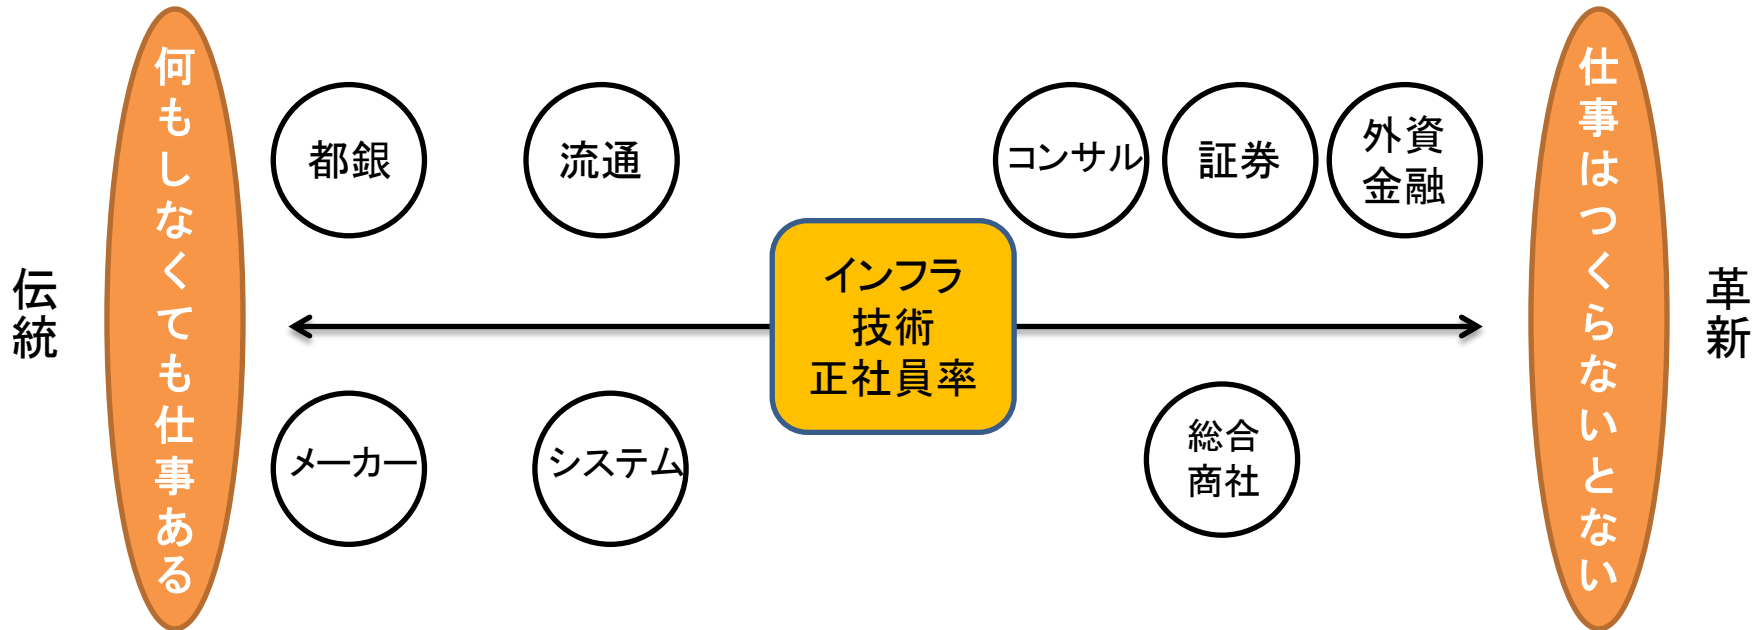 伝統
何もしなくても仕事ある
都銀
流通
メーカー
システム
インフラ
技術
正社員率
コンサル
証券
外資
金融
総合
商社
仕事はつくらないとない
革新